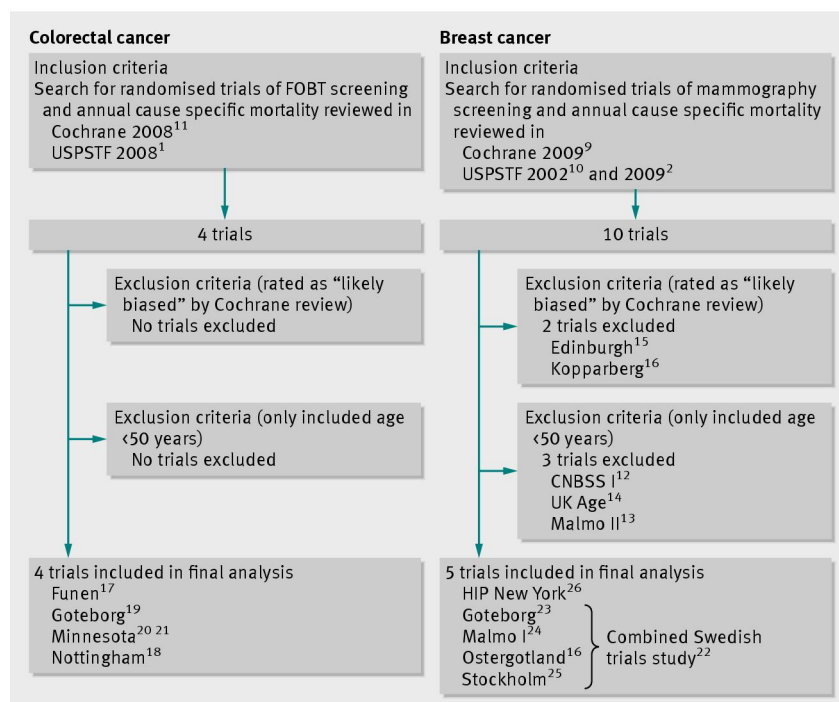 Colorectal cancer
Inclusion criteria
Search for randomised trials of FOBT screening
and annual cause specific mortality reviewed in
Cochrane 2008¹¹
USPSTF 2008¹
4 trials
Exclusion criteria (rated as “likely
biased” by Cochrane review)
No trials excluded
Exclusion criteria (only included age
<50 years)
No trials excluded
4 trials included in final analysis
Funen¹⁷
Goteborg¹⁹
Minnesota²⁰ ²¹
Nottingham¹⁸
Breast cancer
Inclusion criteria
Search for randomised trials of mammography
screening and annual cause specific mortality
reviewed in
Cochrane 2009⁹
USPSTF 2002¹⁰ and 2009²
10 trials
Exclusion criteria (rated as “likely
biased” by Cochrane review)
2 trials excluded
Edinburgh¹⁵
Kopparberg¹⁶
Exclusion criteria (only included age
<50 years)
3 trials excluded
CNBSS I¹²
UK Age¹⁴
Malmo II¹³
5 trials included in final analysis
HIP New York²⁶
Goteborg²³
Malmo I²⁴
Ostergotland¹⁶
Stockholm²⁵
Combined Swedish
trials study²²